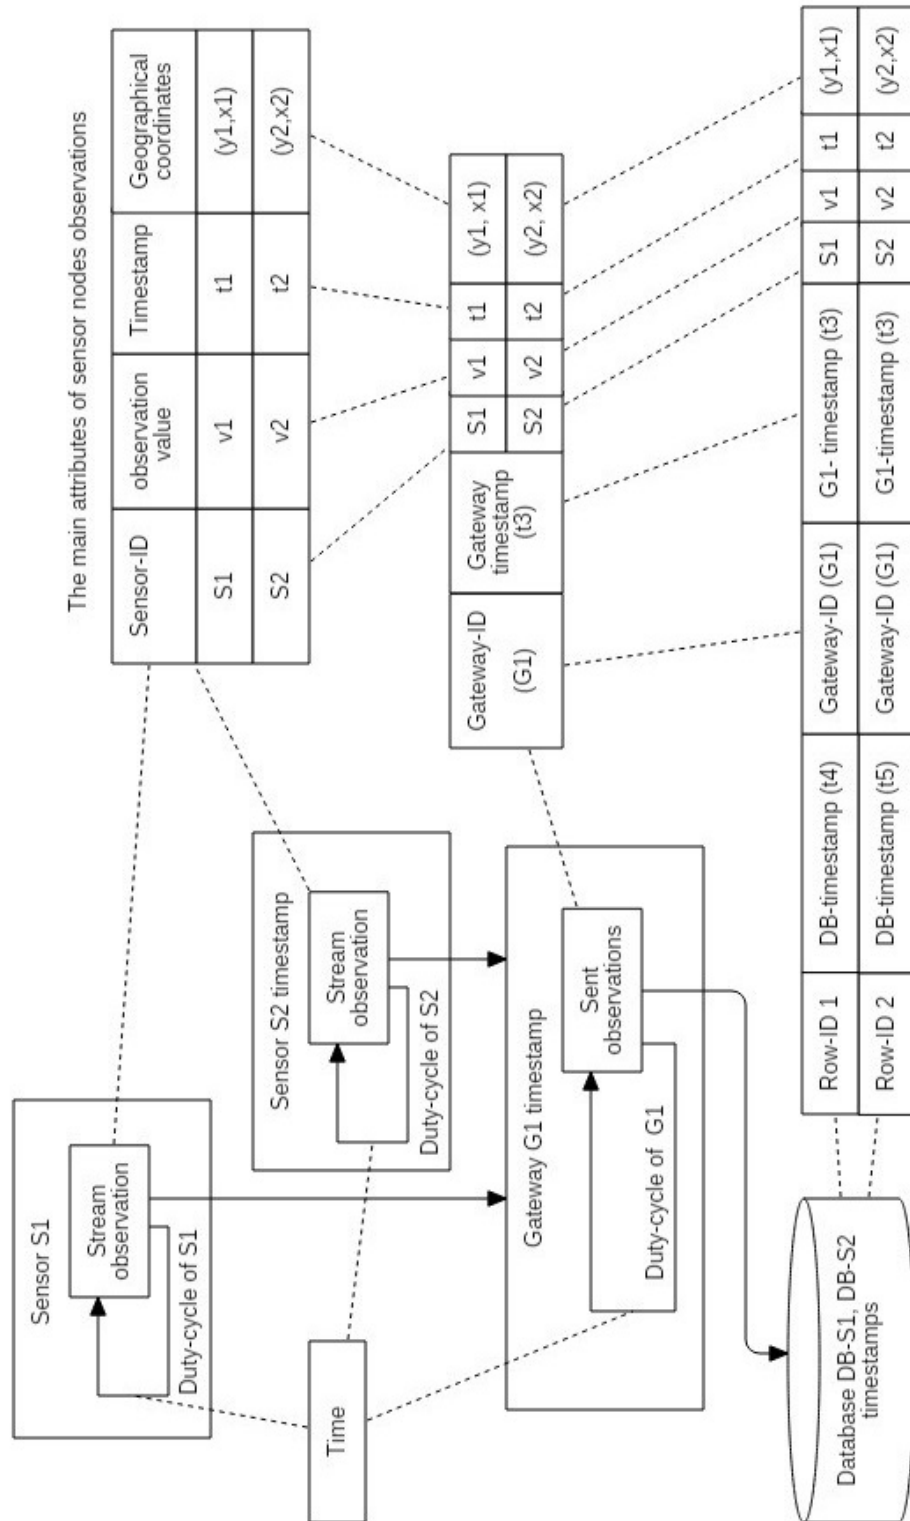 The main attributes of sensor nodes observations
Sensor-ID
observation
value
Timestamp
Geographical
coordinates
S1
v1
t1
(y1,x1)
S2
v2
t2
(y2,x2)
Sensor S1
Stream
observation
Duty-cycle of S1
Sensor S2 timestamp
Stream
observation
Duty-cycle of S2
Time
Gateway-ID
(G1)
Gateway
timestamp
(t3)
S1
v1
t1
(y1, x1)
S2
v2
t2
(y2, x2)
Gateway G1 timestamp
Sent
observations
Duty-cycle of G1
Database DB-S1, DB-S2
timestamps
Row-ID 1
DB-timestamp (t4)
Gateway-ID (G1)
G1- timestamp (t3)
S1
v1
t1
(y1,x1)
Row-ID 2
DB-timestamp (t5)
Gateway-ID (G1)
G1-timestamp (t3)
S2
v2
t2
(y2,x2)